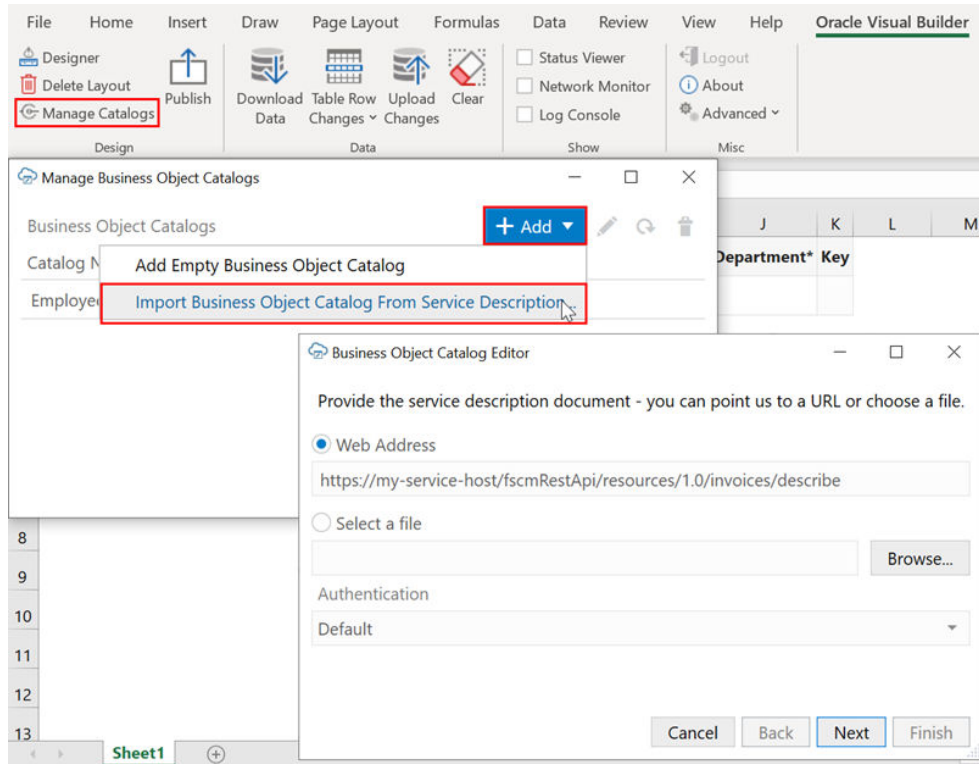 File Home Insert Draw Page Layout Formulas Data Review View Help Oracle Visual Builder
Designer
Delete Layout
Manage Catalogs
Publish
Download Data
Table Row Changes
Upload Changes
Clear
Status Viewer
Network Monitor
Log Console
Logout
About
Advanced
Design Data Show Misc
Manage Business Object Catalogs
Business Object Catalogs
+ Add
Catalog N
Add Empty Business Object Catalog
Employe
Import Business Object Catalog From Service Description...
J K L M
Department* Key
Business Object Catalog Editor
Provide the service description document - you can point us to a URL or choose a file.
Web Address
https://my-service-host/fscmRestApi/resources/1.0/invoices/describe
Select a file
Browse...
Authentication
Default
Cancel Back Next Finish
8
9
10
11
12
13
Sheet1